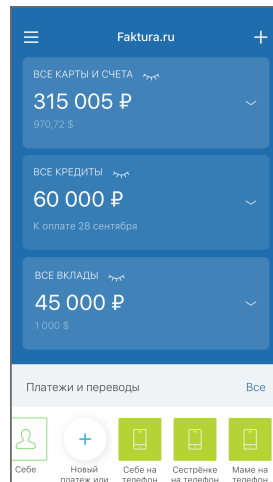 Faktura.ru
ВСЕ КАРТЫ И СЧЕТА
315 005 ₽
970,72 $
ВСЕ КРЕДИТЫ
60 000 ₽
К оплате 28 сентября
ВСЕ ВКЛАДЫ
45 000 ₽
1 000 $
Платежи и переводы Все
Себе Новый Себе на Сестрёнке Маме на
платеж или телефон на телефон телефон